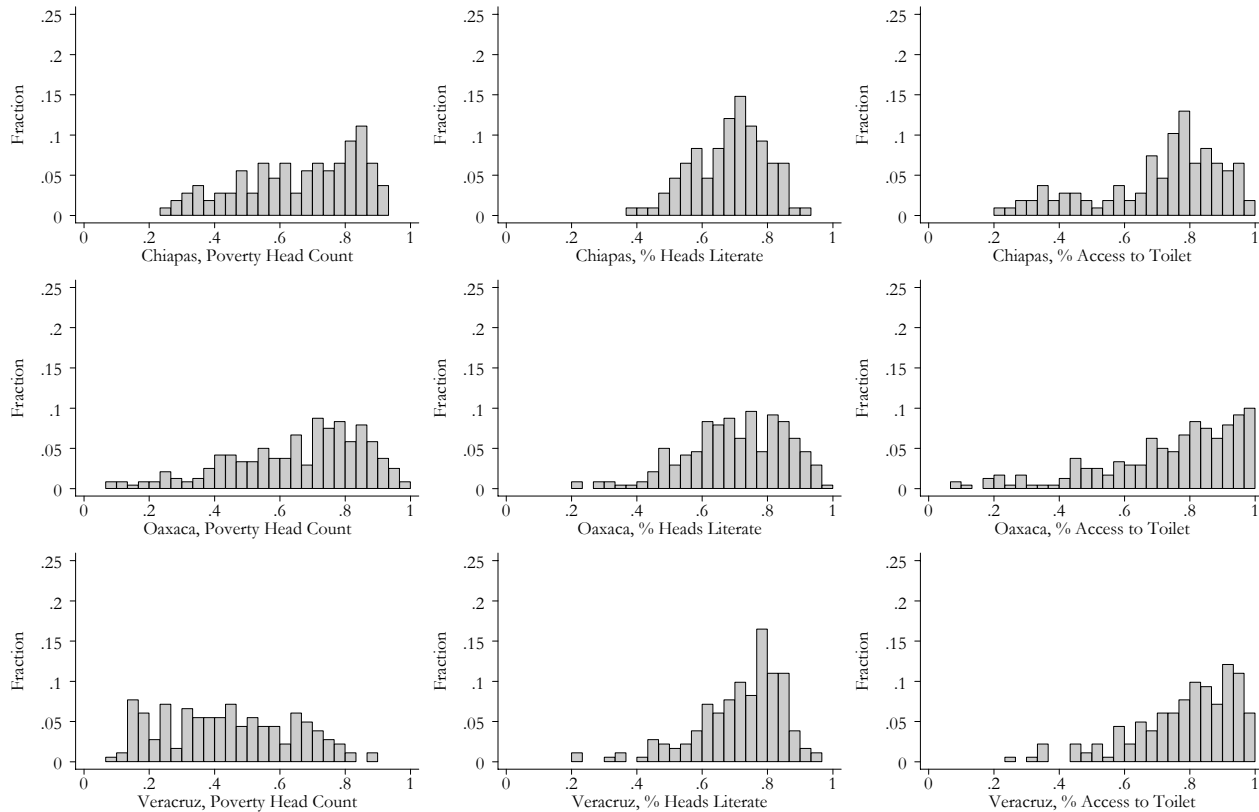 .25
.2
.15
.1
.05
0
Fraction
0 .2 .4 .6 .8 1
Chiapas, Poverty Head Count
.25
.2
.15
.1
.05
0
Fraction
0 .2 .4 .6 .8 1
Chiapas, % Heads Literate
.25
.2
.15
.1
.05
0
Fraction
0 .2 .4 .6 .8 1
Chiapas, % Access to Toilet
.25
.2
.15
.1
.05
0
Fraction
0 .2 .4 .6 .8 1
Oaxaca, Poverty Head Count
.25
.2
.15
.1
.05
0
Fraction
0 .2 .4 .6 .8 1
Oaxaca, % Heads Literate
.25
.2
.15
.1
.05
0
Fraction
0 .2 .4 .6 .8 1
Oaxaca, % Access to Toilet
.25
.2
.15
.1
.05
0
Fraction
0 .2 .4 .6 .8 1
Veracruz, Poverty Head Count
.25
.2
.15
.1
.05
0
Fraction
0 .2 .4 .6 .8 1
Veracruz, % Heads Literate
.25
.2
.15
.1
.05
0
Fraction
0 .2 .4 .6 .8 1
Veracruz, % Access to Toilet